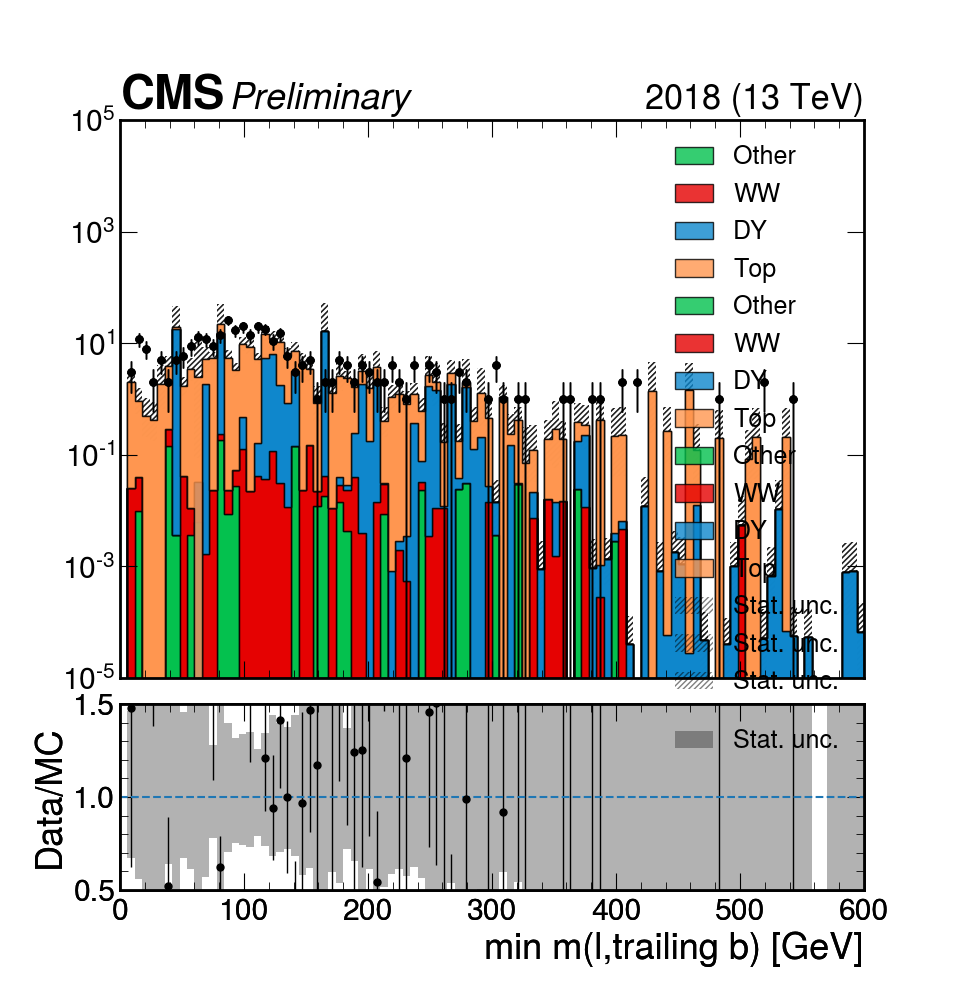 CMS Preliminary 2018 (13 TeV)
10^5
10^3
10^1
10^-1
10^-3
10^-5
Other
WW
DY
Top
Other
WW
DY
Top
Other
WW
DY
Top
Stat. unc.
Stat. unc.
Stat. unc.
1.5
1.0
0.5
Data/MC
Stat. unc.
0 100 200 300 400 500 600
min m(l,trailing b) [GeV]